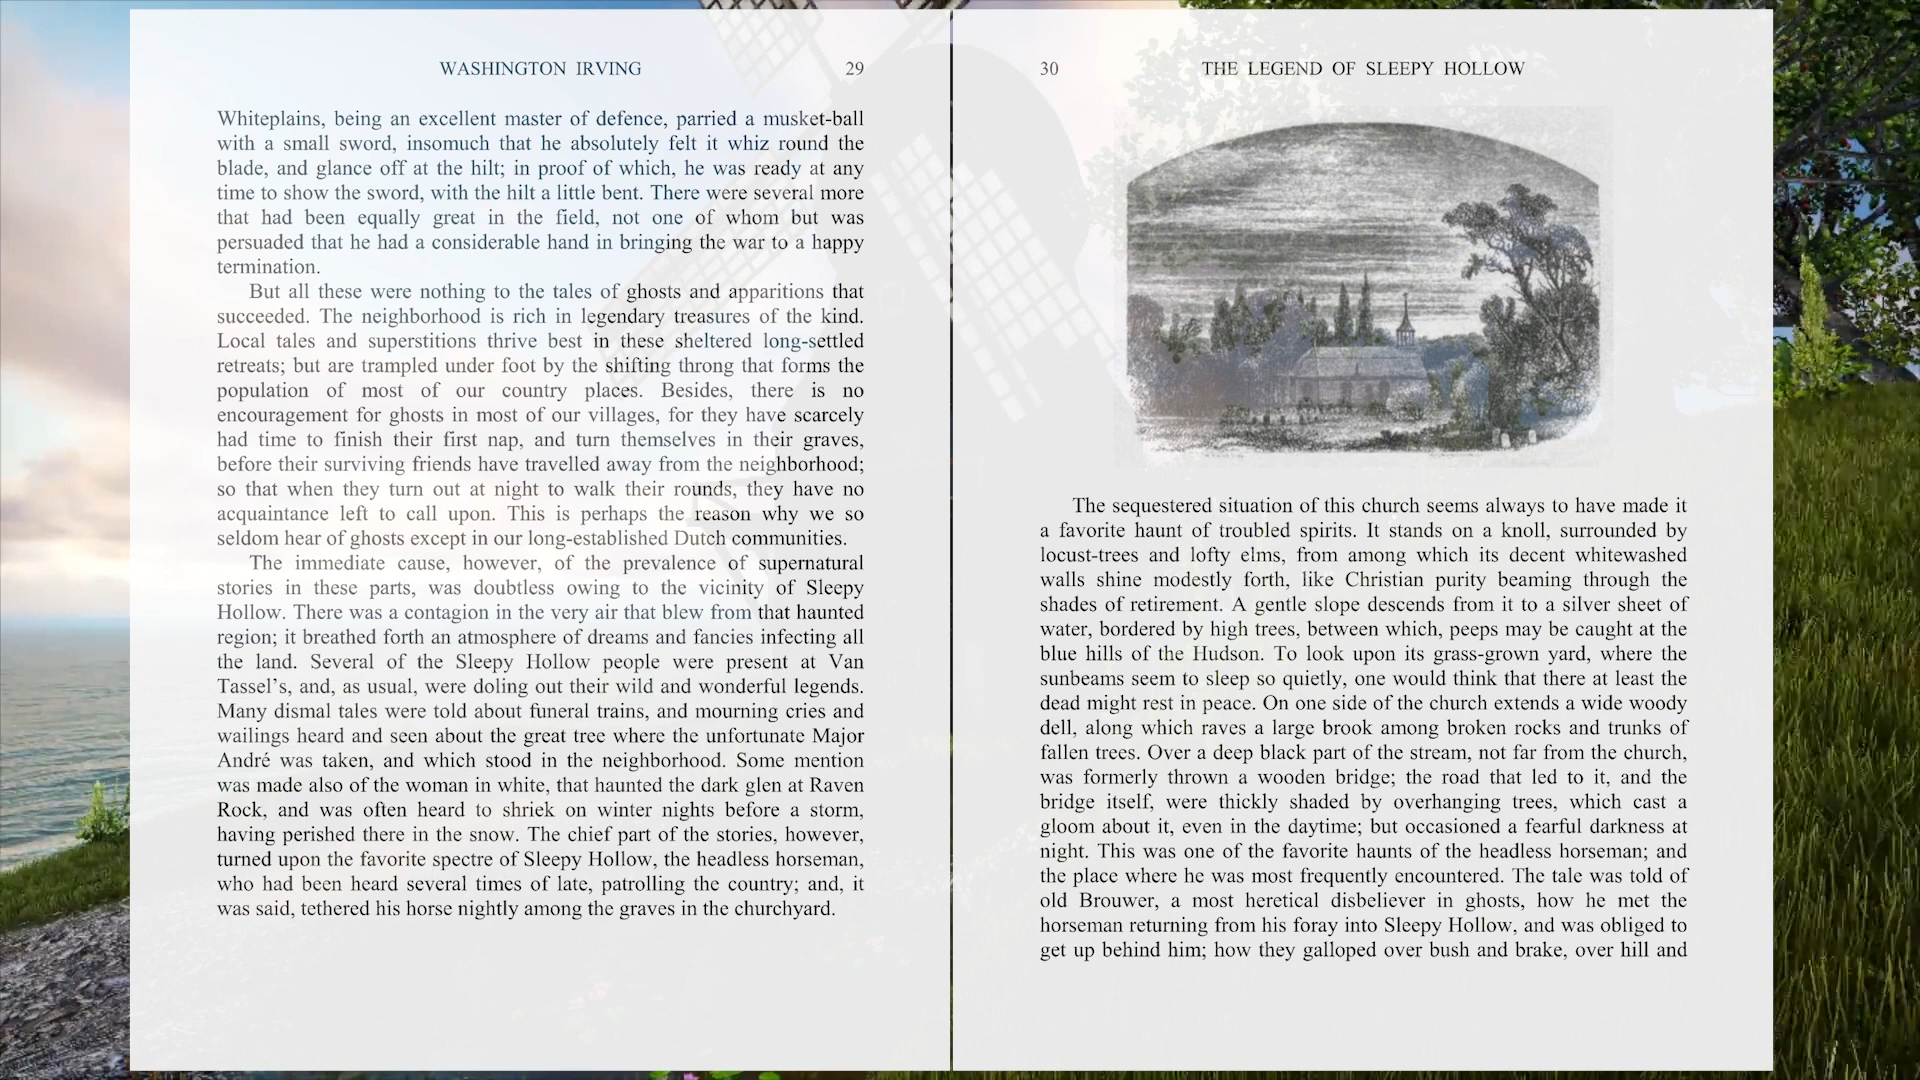 WASHINGTON IRVING 29
Whiteplains, being an excellent master of defence, parried a musket-ball
with a small sword, insomuch that he absolutely felt it whiz round the
blade, and glance off at the hilt; in proof of which, he was ready at any
time to show the sword, with the hilt a little bent. There were several more
that had been equally great in the field, not one of whom but was
persuaded that he had a considerable hand in bringing the war to a happy
termination.
But all these were nothing to the tales of ghosts and apparitions that
succeeded. The neighborhood is rich in legendary treasures of the kind.
Local tales and superstitions thrive best in these sheltered long-settled
retreats; but are trampled under foot by the shifting throng that forms the
population of most of our country places. Besides, there is no
encouragement for ghosts in most of our villages, for they have scarcely
had time to finish their first nap, and turn themselves in their graves,
before their surviving friends have travelled away from the neighborhood;
so that when they turn out at night to walk their rounds, they have no
acquaintance left to call upon. This is perhaps the reason why we so
seldom hear of ghosts except in our long-established Dutch communities.
The immediate cause, however, of the prevalence of supernatural
stories in these parts, was doubtless owing to the vicinity of Sleepy
Hollow. There was a contagion in the very air that blew from that haunted
region; it breathed forth an atmosphere of dreams and fancies infecting all
the land. Several of the Sleepy Hollow people were present at Van
Tassel’s, and, as usual, were doling out their wild and wonderful legends.
Many dismal tales were told about funeral trains, and mourning cries and
wailings heard and seen about the great tree where the unfortunate Major
André was taken, and which stood in the neighborhood. Some mention
was made also of the woman in white, that haunted the dark glen at Raven
Rock, and was often heard to shriek on winter nights before a storm,
having perished there in the snow. The chief part of the stories, however,
turned upon the favorite spectre of Sleepy Hollow, the headless horseman,
who had been heard several times of late, patrolling the country; and, it
was said, tethered his horse nightly among the graves in the churchyard.
30 THE LEGEND OF SLEEPY HOLLOW
The sequestered situation of this church seems always to have made it
a favorite haunt of troubled spirits. It stands on a knoll, surrounded by
locust-trees and lofty elms, from among which its decent whitewashed
walls shine modestly forth, like Christian purity beaming through the
shades of retirement. A gentle slope descends from it to a silver sheet of
water, bordered by high trees, between which, peeps may be caught at the
blue hills of the Hudson. To look upon its grass-grown yard, where the
sunbeams seem to sleep so quietly, one would think that there at least the
dead might rest in peace. On one side of the church extends a wide woody
dell, along which raves a large brook among broken rocks and trunks of
fallen trees. Over a deep black part of the stream, not far from the church,
was formerly thrown a wooden bridge; the road that led to it, and the
bridge itself, were thickly shaded by overhanging trees, which cast a
gloom about it, even in the daytime; but occasioned a fearful darkness at
night. This was one of the favorite haunts of the headless horseman; and
the place where he was most frequently encountered. The tale was told of
old Brouwer, a most heretical disbeliever in ghosts, how he met the
horseman returning from his foray into Sleepy Hollow, and was obliged to
get up behind him; how they galloped over bush and brake, over hill and